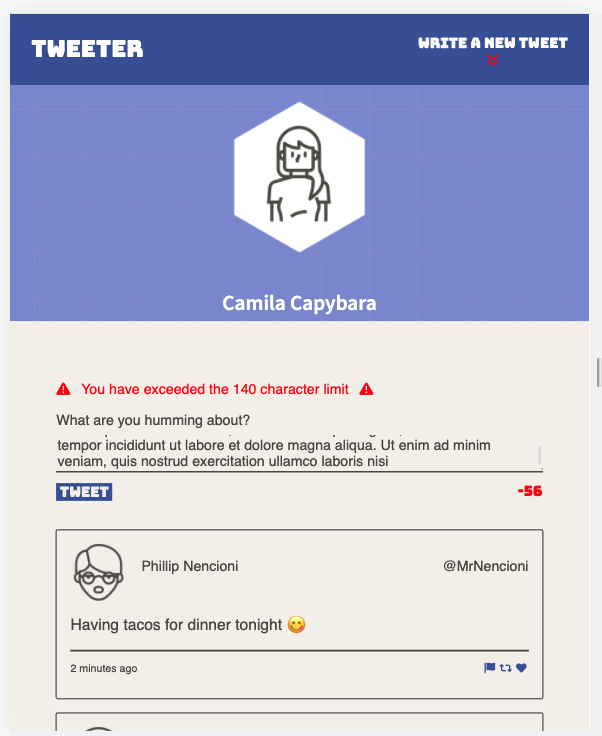 TWEETER
WRITE A NEW TWEET
Camila Capybara
You have exceeded the 140 character limit
What are you humming about?
tempor incididunt ut labore et dolore magna aliqua. Ut enim ad minim
veniam, quis nostrud exercitation ullamco laboris nisi
TWEET
-56
Phillip Nencioni
@MrNencioni
Having tacos for dinner tonight 😋
2 minutes ago